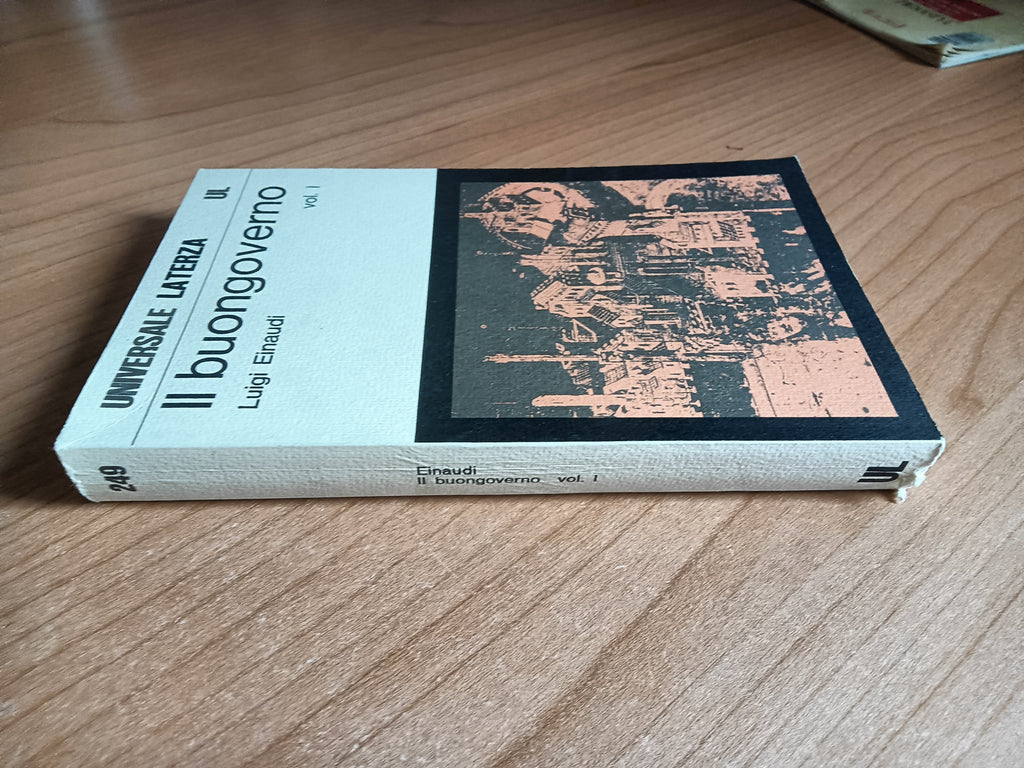 UNIVERSALE LATERZA UL
Il buongoverno
Luigi Einaudi
vol. I
249
Einaudi
Il buongoverno vol. I
UL